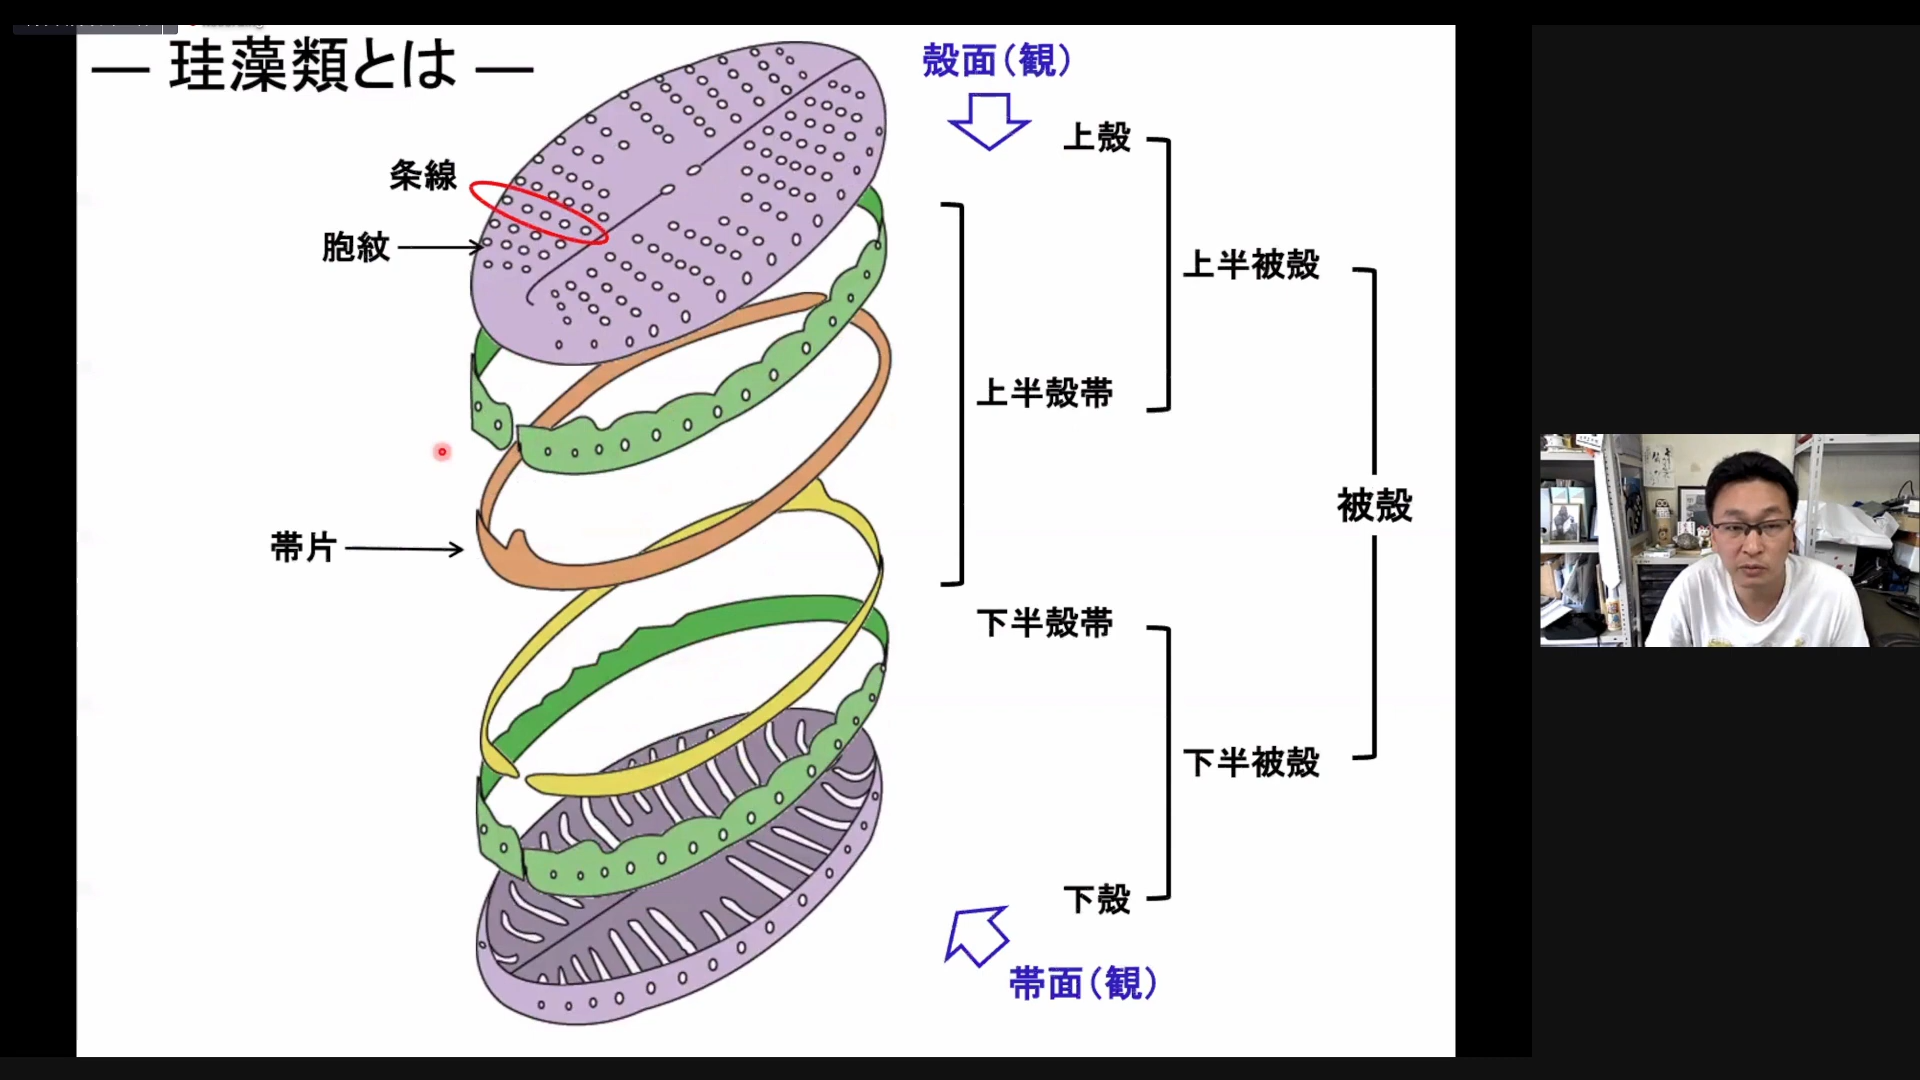 ― 珪藻類とは ―
殻面（観）
上殻
条線
胞紋
上半被殻
上半殻帯
被殻
帯片
下半殻帯
下半被殻
下殻
帯面（観）